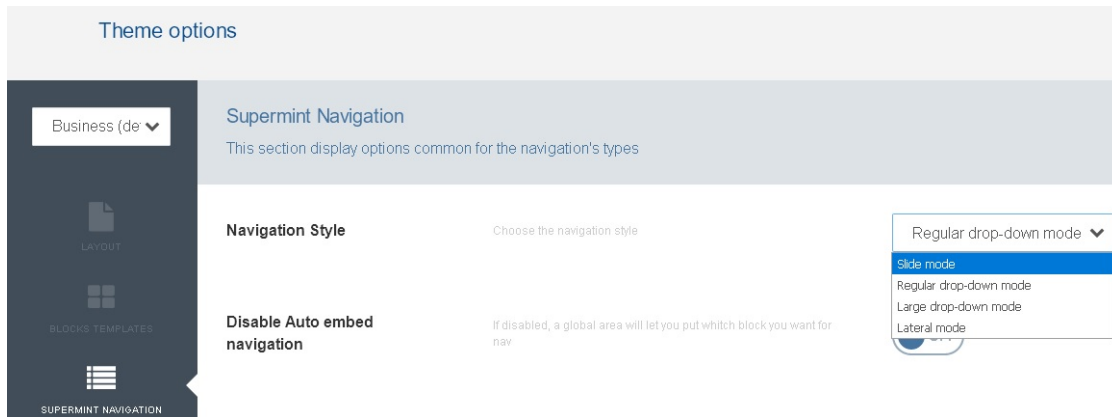 Theme options
Business (de
Supermint Navigation
This section display options common for the navigation's types
LAYOUT
BLOCKS TEMPLATES
SUPERMINT NAVIGATION
Navigation Style
Choose the navigation style
Regular drop-down mode
Slide mode
Regular drop-down mode
Large drop-down mode
Lateral mode
Disable Auto embed
navigation
If disabled, a global area will let you put whitch block you want for
nav